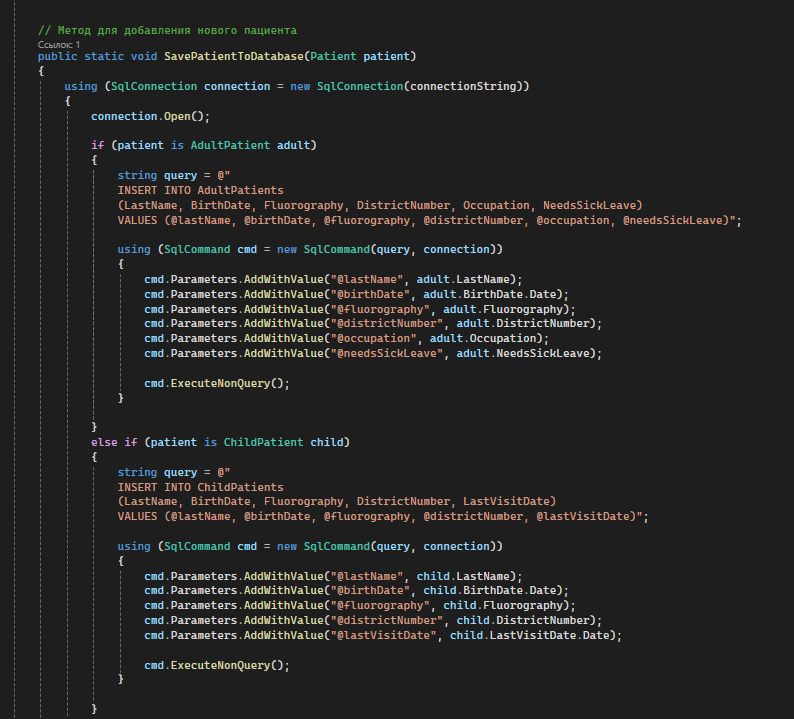 // Метод для добавления нового пациента
Ссылок: 1
public static void SavePatientToDatabase(Patient patient)
{
using (SqlConnection connection = new SqlConnection(connectionString))
{
connection.Open();
if (patient is AdultPatient adult)
{
string query = @"
INSERT INTO AdultPatients
(LastName, BirthDate, Fluorography, DistrictNumber, Occupation, NeedsSickLeave)
VALUES (@lastName, @birthDate, @fluorography, @districtNumber, @occupation, @needsSickLeave)";
using (SqlCommand cmd = new SqlCommand(query, connection))
{
cmd.Parameters.AddWithValue("@lastName", adult.LastName);
cmd.Parameters.AddWithValue("@birthDate", adult.BirthDate.Date);
cmd.Parameters.AddWithValue("@fluorography", adult.Fluorography);
cmd.Parameters.AddWithValue("@districtNumber", adult.DistrictNumber);
cmd.Parameters.AddWithValue("@occupation", adult.Occupation);
cmd.Parameters.AddWithValue("@needsSickLeave", adult.NeedsSickLeave);
cmd.ExecuteNonQuery();
}
}
else if (patient is ChildPatient child)
{
string query = @"
INSERT INTO ChildPatients
(LastName, BirthDate, Fluorography, DistrictNumber, LastVisitDate)
VALUES (@lastName, @birthDate, @fluorography, @districtNumber, @lastVisitDate)";
using (SqlCommand cmd = new SqlCommand(query, connection))
{
cmd.Parameters.AddWithValue("@lastName", child.LastName);
cmd.Parameters.AddWithValue("@birthDate", child.BirthDate.Date);
cmd.Parameters.AddWithValue("@fluorography", child.Fluorography);
cmd.Parameters.AddWithValue("@districtNumber", child.DistrictNumber);
cmd.Parameters.AddWithValue("@lastVisitDate", child.LastVisitDate.Date);
cmd.ExecuteNonQuery();
}
}